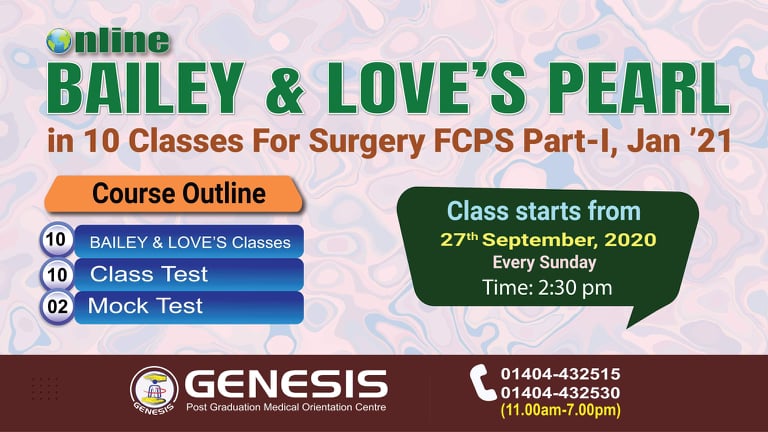 Online
BAILEY & LOVE'S PEARL
in 10 Classes For Surgery FCPS Part-I, Jan ’21
Course Outline
10 BAILEY & LOVE'S Classes
10 Class Test
02 Mock Test
Class starts from
27th September, 2020
Every Sunday
Time: 2:30 pm
GENESIS
GENESIS
Post Graduation Medical Orientation Centre
01404-432515
01404-432530
(11.00am-7.00pm)